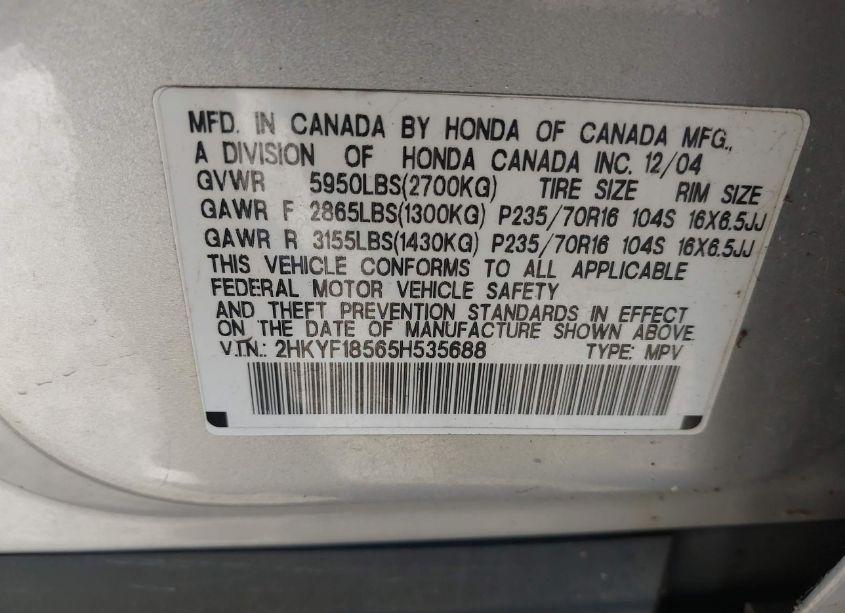 MFD. IN CANADA BY HONDA OF CANADA MFG.,
A DIVISION OF HONDA CANADA INC. 12/04
GVWR 5950LBS(2700KG) TIRE SIZE RIM SIZE
GAWR F 2865LBS(1300KG) P235/70R16 104S 16X6.5JJ
GAWR R 3155LBS(1430KG) P235/70R16 104S 16X6.5JJ
THIS VEHICLE CONFORMS TO ALL APPLICABLE
FEDERAL MOTOR VEHICLE SAFETY
AND THEFT PREVENTION STANDARDS IN EFFECT
ON THE DATE OF MANUFACTURE SHOWN ABOVE.
V.I.N.: 2HKYF18565H535688 TYPE: MPV